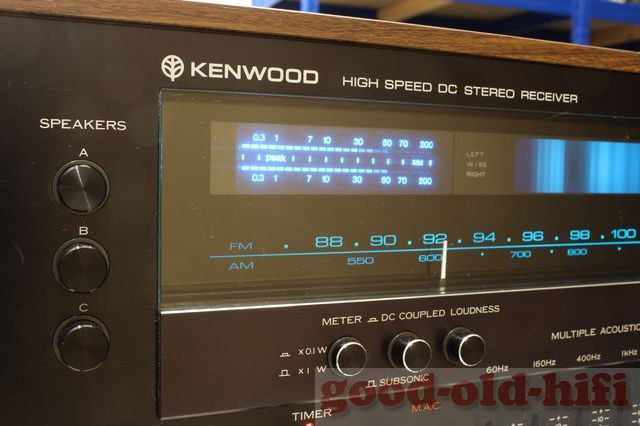 KENWOOD HIGH SPEED DC STEREO RECEIVER
SPEAKERS
A
B
C
0.3 1 7 10 30 50 70 200
peak
0.3 1 7 10 30 50 70 200
LEFT
RIGHT
FM 88 . 90 . 92 . 94 . 96 . 98 . 100
AM 550 600 700 800
METER DC COUPLED LOUDNESS
X 0.1 W
X 1 W
SUBSONIC
MULTIPLE ACOUSTIC
60Hz 160Hz 400Hz 1kHz
TIMER
M.A.C.
good-old-hifi